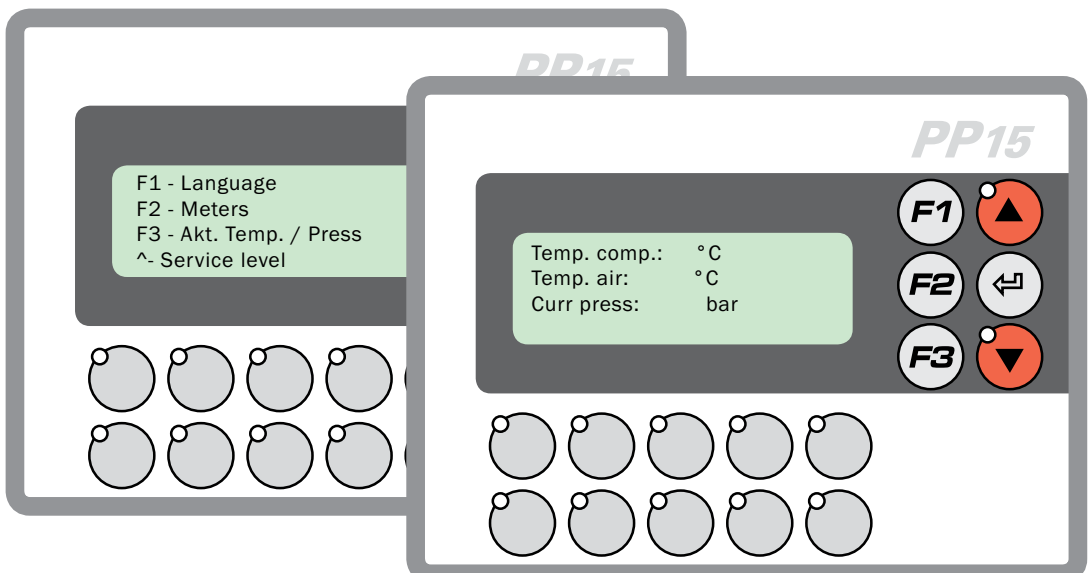 PP15
F1 - Language
F2 - Meters
F3 - Akt. Temp. / Press
^- Service level
PP15
Temp. comp.: °C
Temp. air: °C
Curr press: bar
F1
F2
F3